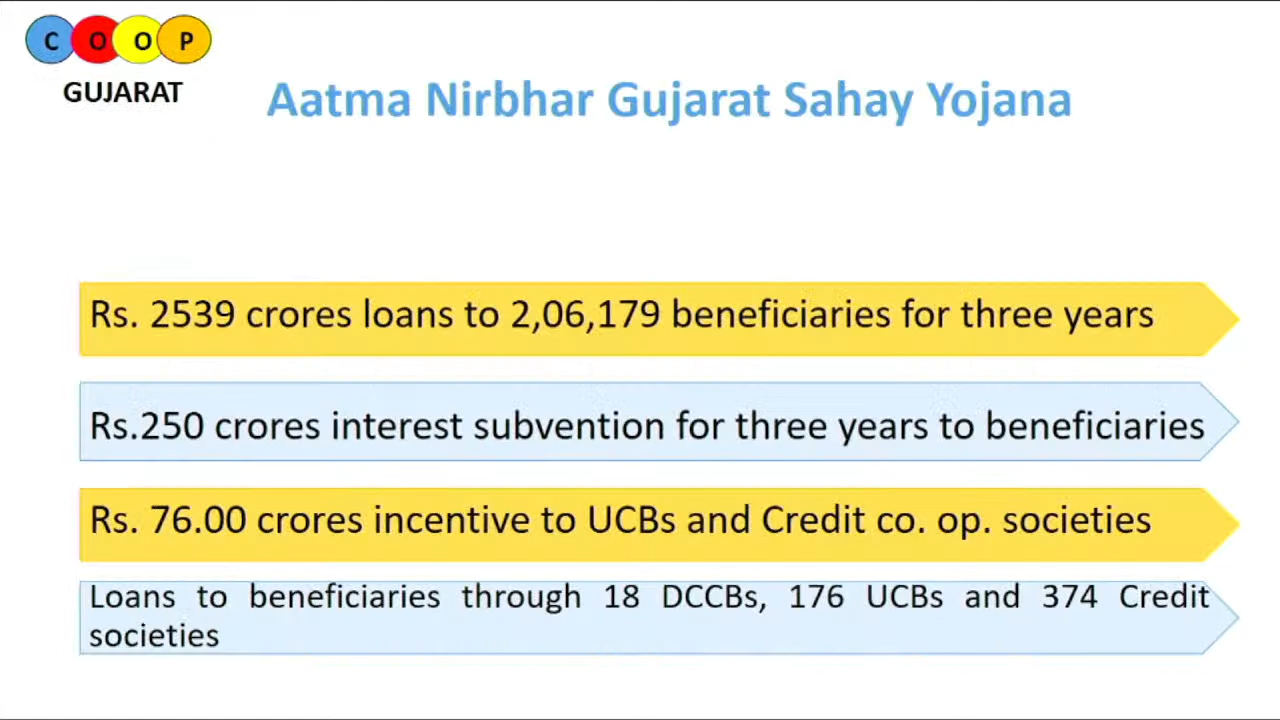 COOP
GUJARAT
Aatma Nirbhar Gujarat Sahay Yojana
Rs. 2539 crores loans to 2,06,179 beneficiaries for three years
Rs.250 crores interest subvention for three years to beneficiaries
Rs. 76.00 crores incentive to UCBs and Credit co. op. societies
Loans to beneficiaries through 18 DCCBs, 176 UCBs and 374 Credit
societies